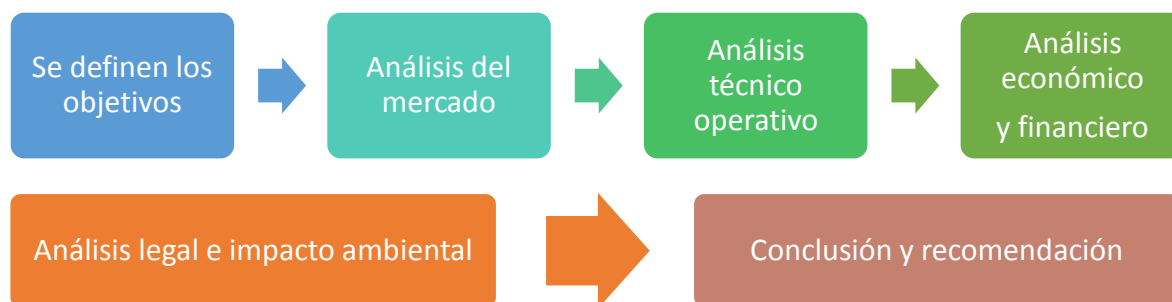 Se definen los
objetivos
Análisis del
mercado
Análisis
técnico
operativo
Análisis
económico
y financiero
Análisis legal e impacto ambiental
Conclusión y recomendación